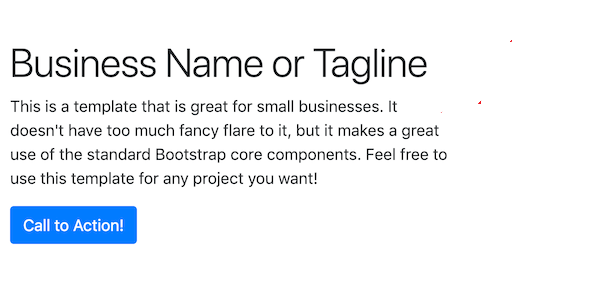 Business Name or Tagline
This is a template that is great for small businesses. It
doesn't have too much fancy flare to it, but it makes a great
use of the standard Bootstrap core components. Feel free to
use this template for any project you want!
Call to Action!